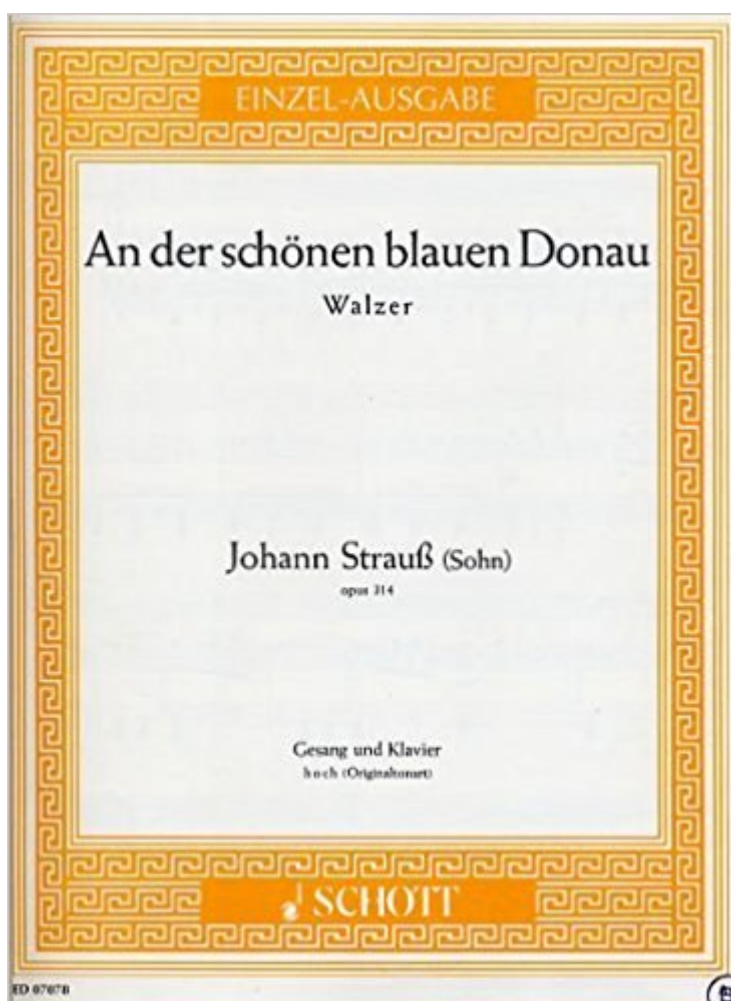 EINZEL-AUSGABE
An der schönen blauen Donau
Walzer
Johann Strauß (Sohn)
opus 314
Gesang und Klavier
hoch (Originaltonart)
SCHOTT
ED 07078